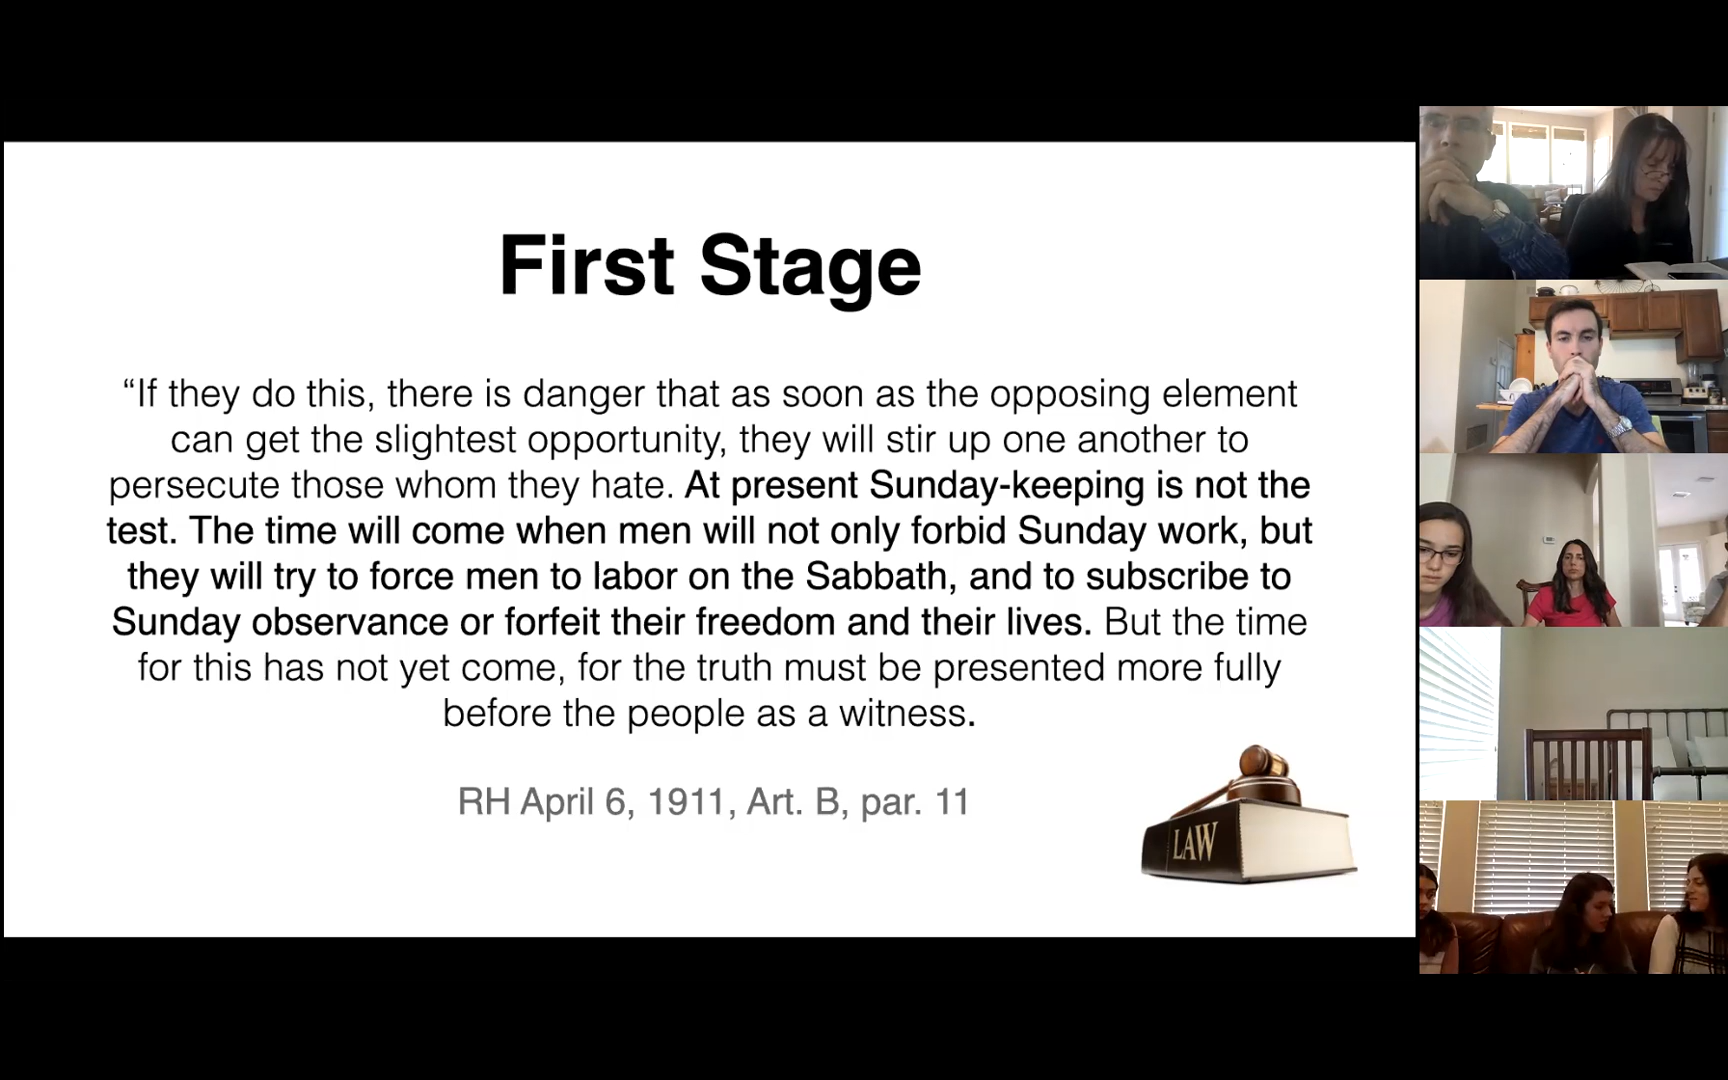 First Stage
“If they do this, there is danger that as soon as the opposing element
can get the slightest opportunity, they will stir up one another to
persecute those whom they hate. At present Sunday-keeping is not the
test. The time will come when men will not only forbid Sunday work, but
they will try to force men to labor on the Sabbath, and to subscribe to
Sunday observance or forfeit their freedom and their lives. But the time
for this has not yet come, for the truth must be presented more fully
before the people as a witness.
RH April 6, 1911, Art. B, par. 11
LAW